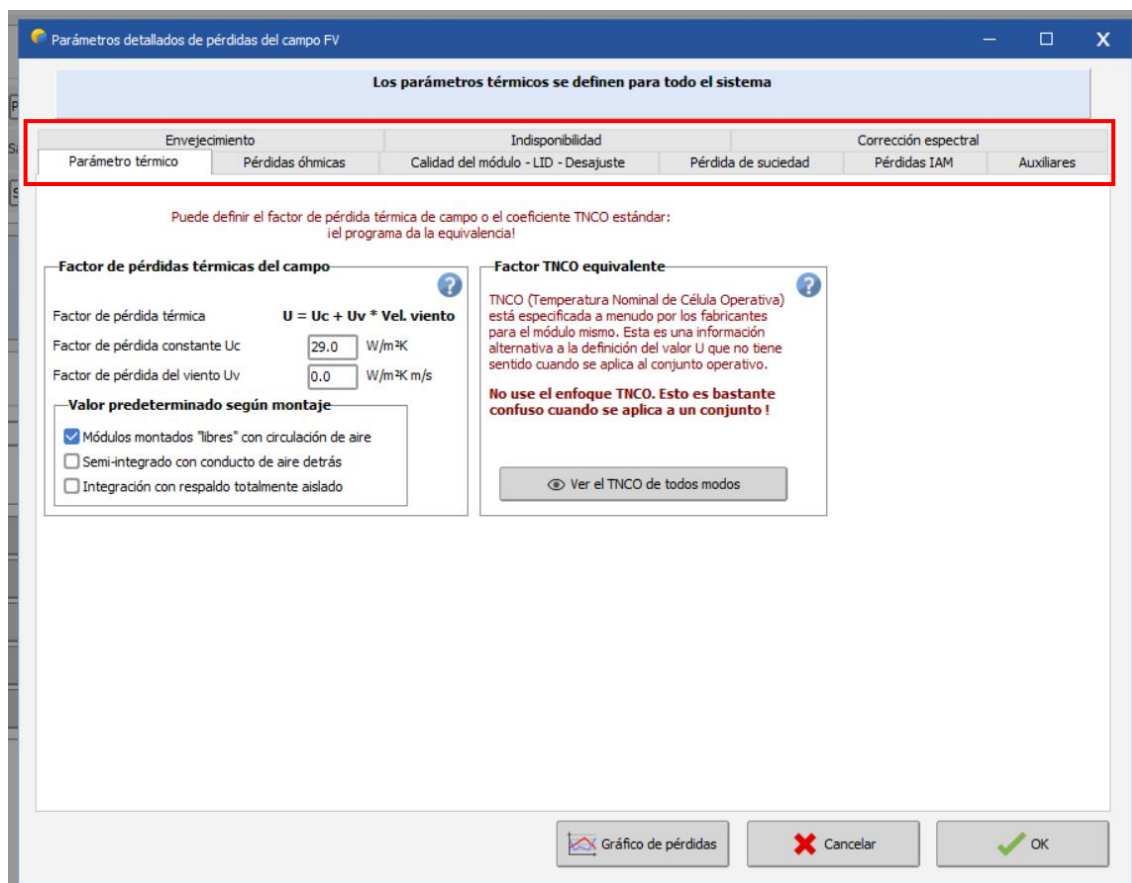 Parámetros detallados de pérdidas del campo FV
Los parámetros térmicos se definen para todo el sistema
Envejecimiento Indisponibilidad Corrección espectral
Parámetro térmico Pérdidas óhmicas Calidad del módulo - LID - Desajuste Pérdida de suciedad Pérdidas IAM Auxiliares
Puede definir el factor de pérdida térmica de campo o el coeficiente TNCO estándar:
¡el programa da la equivalencia!
Factor de pérdidas térmicas del campo
Factor de pérdida térmica U = Uc + Uv * Vel. viento
Factor de pérdida constante Uc 29.0 W/m²K
Factor de pérdida del viento Uv 0.0 W/m²K m/s
Valor predeterminado según montaje
Módulos montados "libres" con circulación de aire
Semi-integrado con conducto de aire detrás
Integración con respaldo totalmente aislado
Factor TNCO equivalente
TNCO (Temperatura Nominal de Célula Operativa)
está especificada a menudo por los fabricantes
para el módulo mismo. Esta es una información
alternativa a la definición del valor U que no tiene
sentido cuando se aplica al conjunto operativo.
No use el enfoque TNCO. Esto es bastante
confuso cuando se aplica a un conjunto !
Ver el TNCO de todos modos
Gráfico de pérdidas Cancelar OK